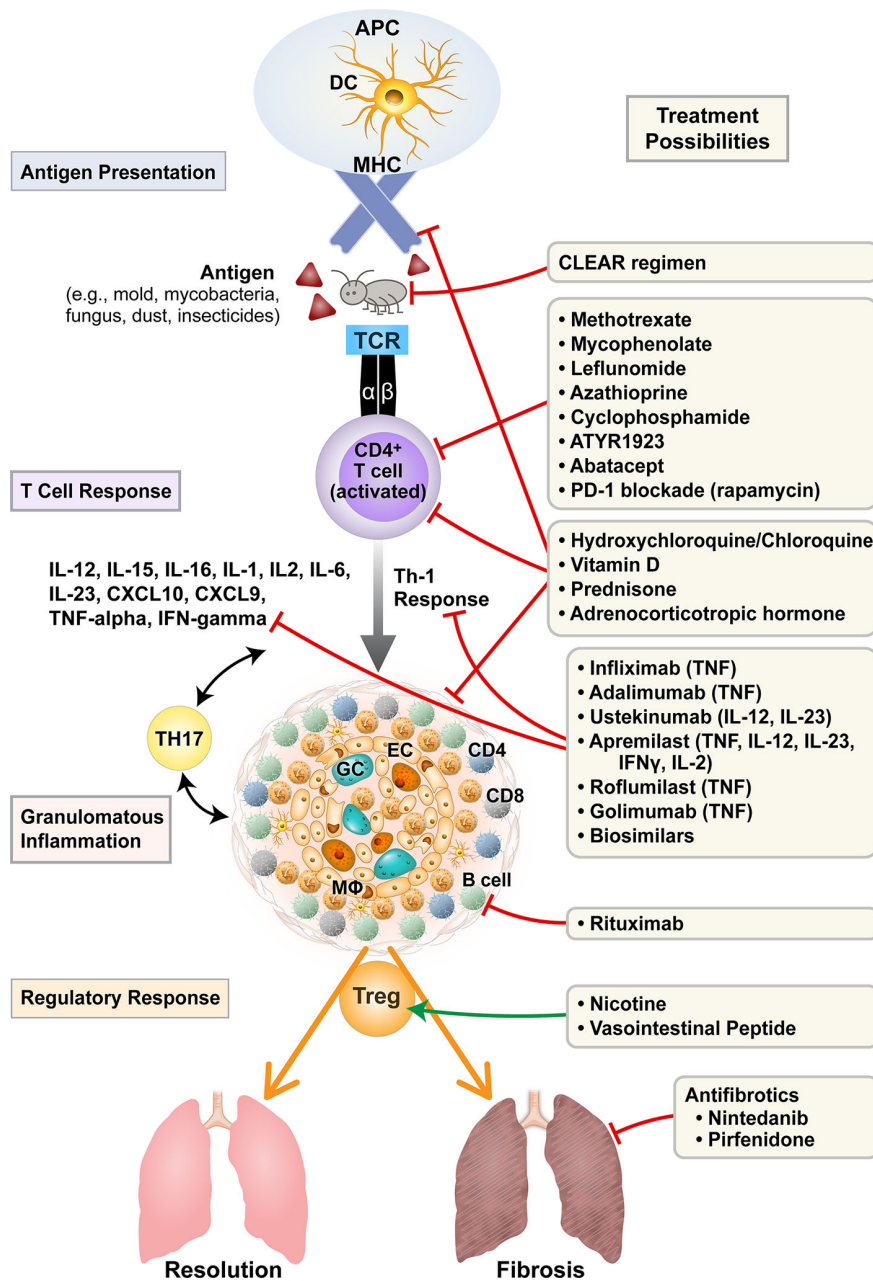 APC
DC
MHC
Treatment
Possibilities
Antigen Presentation
Antigen
(e.g., mold, mycobacteria,
fungus, dust, insecticides)
CLEAR regimen
TCR
α β
• Methotrexate
• Mycophenolate
• Leflunomide
• Azathioprine
• Cyclophosphamide
• ATYR1923
• Abatacept
• PD-1 blockade (rapamycin)
CD4+
T cell
(activated)
T Cell Response
IL-12, IL-15, IL-16, IL-1, IL2, IL-6,
IL-23, CXCL10, CXCL9,
TNF-alpha, IFN-gamma
Th-1
Response
• Hydroxychloroquine/Chloroquine
• Vitamin D
• Prednisone
• Adrenocorticotropic hormone
• Infliximab (TNF)
• Adalimumab (TNF)
• Ustekinumab (IL-12, IL-23)
• Apremilast (TNF, IL-12, IL-23,
IFNγ, IL-2)
• Roflumilast (TNF)
• Golimumab (TNF)
• Biosimilars
TH17
EC
CD4
GC
CD8
MΦ
B cell
Granulomatous
Inflammation
• Rituximab
Regulatory Response
Treg
• Nicotine
• Vasointestinal Peptide
Antifibrotics
• Nintedanib
• Pirfenidone
Resolution
Fibrosis